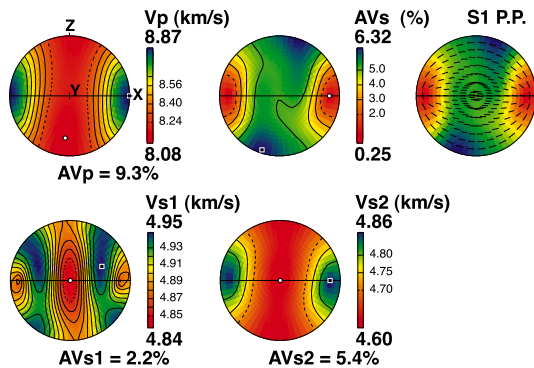 Vp (km/s)
8.87
8.56
8.40
8.24
8.08
Z
Y
X
AVp = 9.3%
AVs (%)
6.32
5.0
4.0
3.0
2.0
0.25
S1 P.P.
Vs1 (km/s)
4.95
4.93
4.91
4.89
4.87
4.85
4.84
AVs1 = 2.2%
Vs2 (km/s)
4.86
4.80
4.75
4.70
4.60
AVs2 = 5.4%